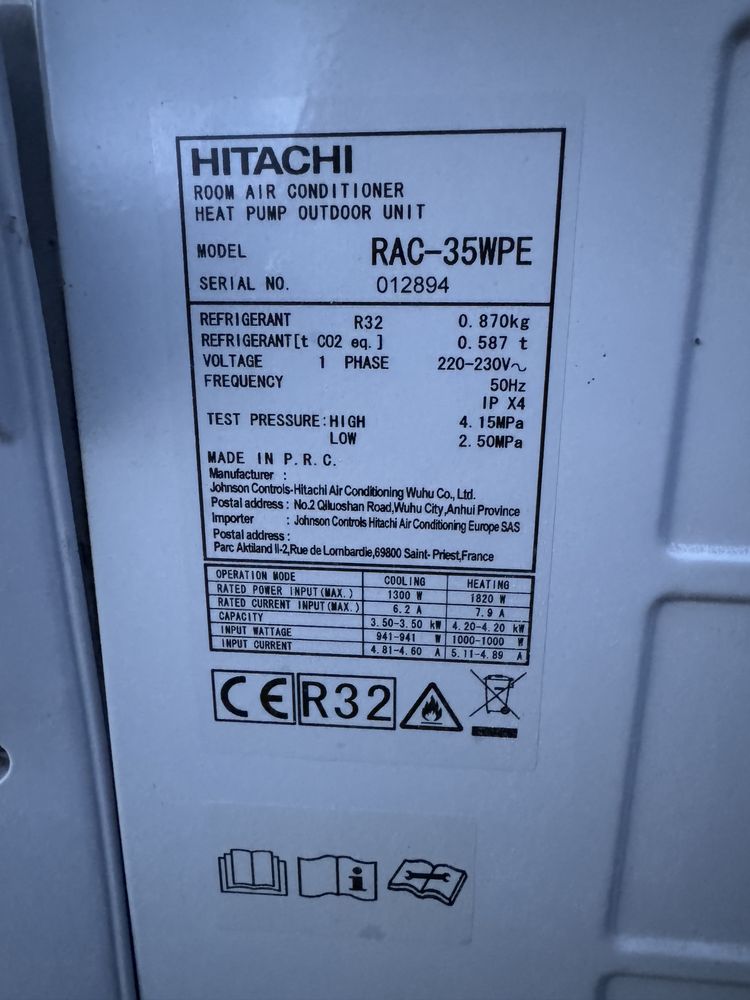 HITACHI
ROOM AIR CONDITIONER
HEAT PUMP OUTDOOR UNIT
MODEL RAC-35WPE
SERIAL NO. 012894
REFRIGERANT R32 0.870kg
REFRIGERANT[t CO2 eq.] 0.587 t
VOLTAGE 1 PHASE 220-230V~
FREQUENCY 50Hz
IP X4
TEST PRESSURE:HIGH 4.15MPa
LOW 2.50MPa
MADE IN P.R.C.
Manufacturer :
Johnson Controls-Hitachi Air Conditioning Wuhu Co., Ltd.
Postal address : No.2 Qiluoshan Road,Wuhu City,Anhui Province
Importer : Johnson Controls Hitachi Air Conditioning Europe SAS
Postal address :
Parc Aktiland II-2,Rue de Lombardie,69800 Saint- Priest,France
OPERATION MODE COOLING HEATING
RATED POWER INPUT(MAX.) 1300 W 1820 W
RATED CURRENT INPUT(MAX.) 6.2 A 7.9 A
CAPACITY 3.50-3.50 kW 4.20-4.20 kW
INPUT WATTAGE 941-941 W 1000-1000 W
INPUT CURRENT 4.81-4.60 A 5.11-4.89 A
CE R32